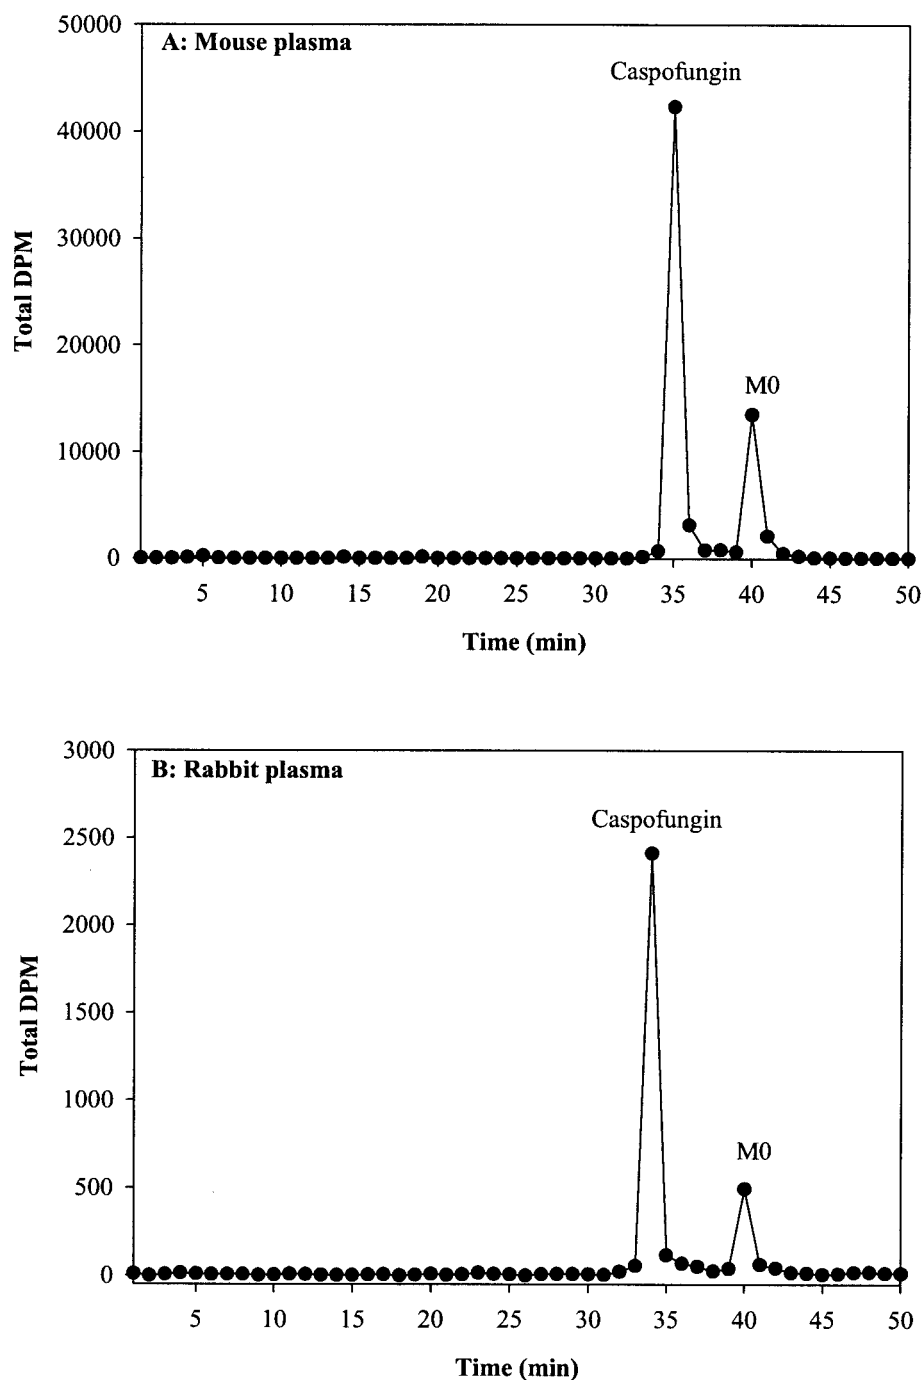 A: Mouse plasma
Caspofungin
M0
50000
40000
30000
20000
10000
0
Total DPM
5 10 15 20 25 30 35 40 45 50
Time (min)
B: Rabbit plasma
Caspofungin
M0
3000
2500
2000
1500
1000
500
0
Total DPM
5 10 15 20 25 30 35 40 45 50
Time (min)